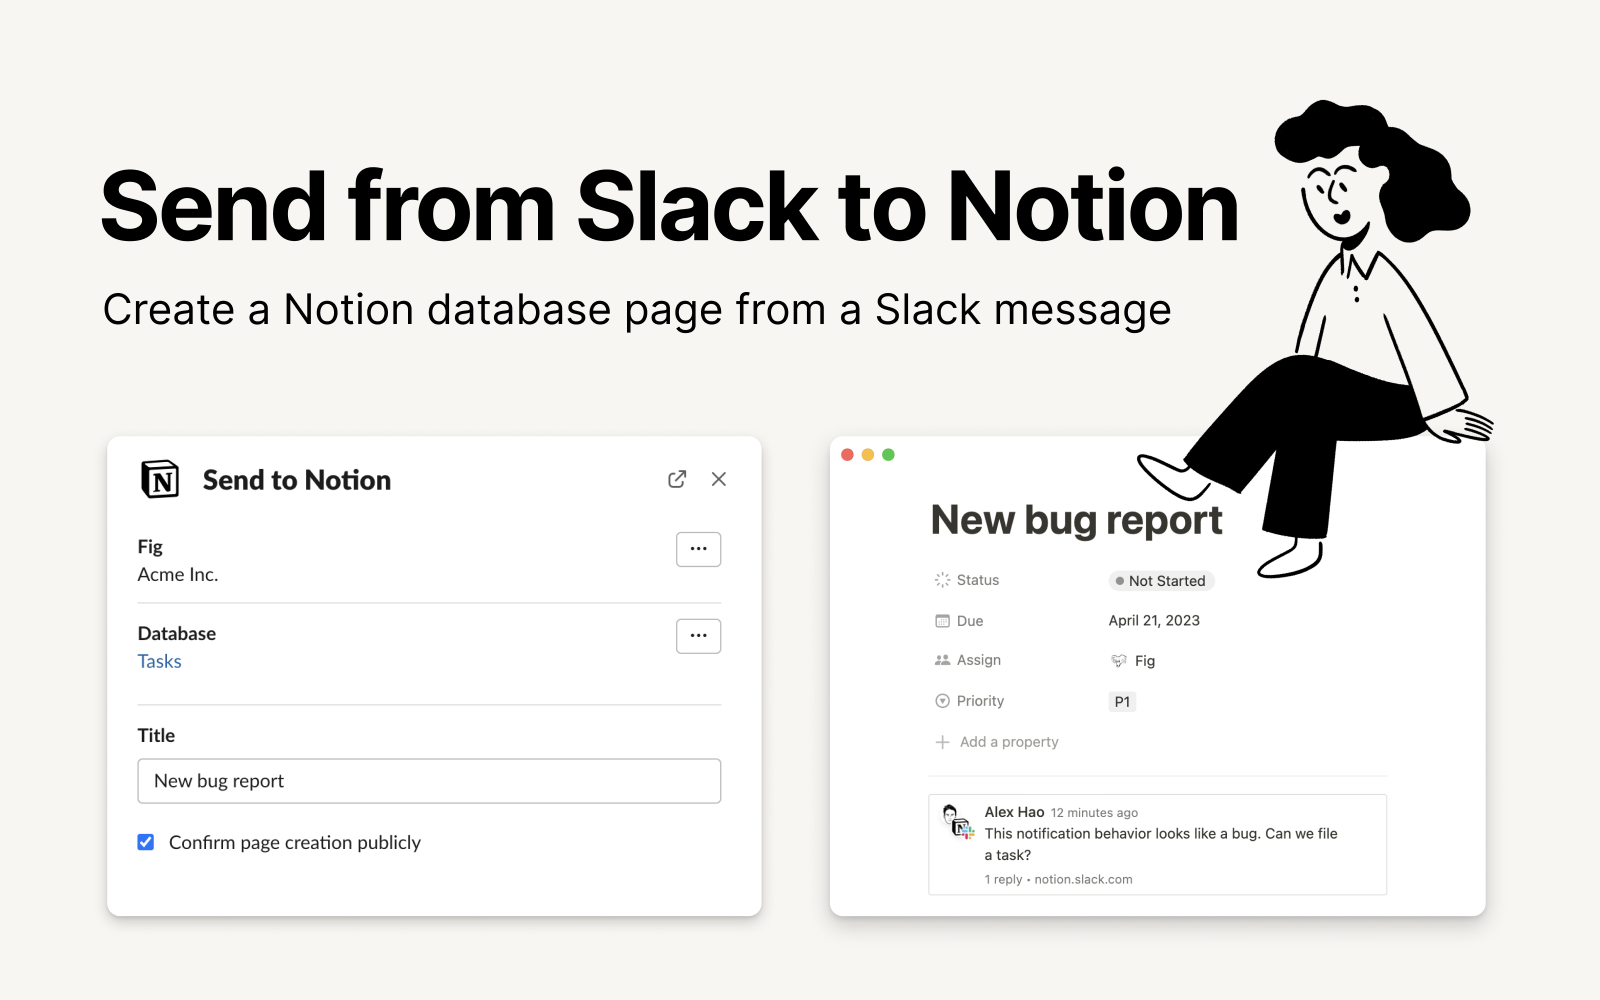 Send from Slack to Notion
Create a Notion database page from a Slack message
N Send to Notion
Fig
...
Acme Inc.
Database
...
Tasks
Title
New bug report
Confirm page creation publicly
New bug report
Status Not Started
Due April 21, 2023
Assign Fig
Priority P1
Add a property
Alex Hao 12 minutes ago
N
This notification behavior looks like a bug. Can we file
a task?
1 reply • notion.slack.com